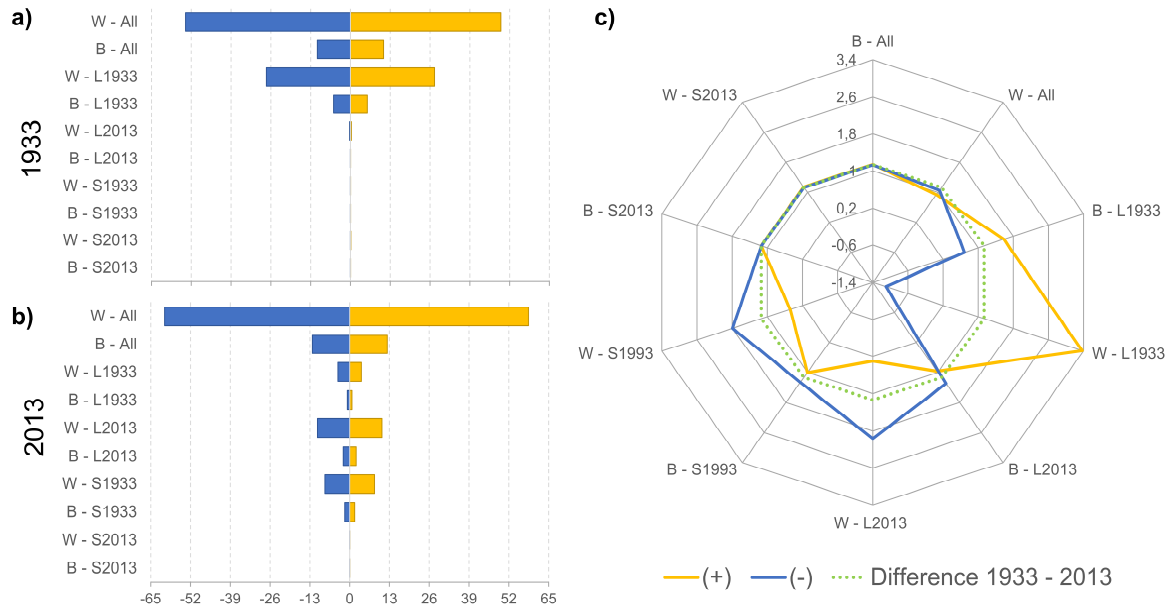 a)
1933
W - All
B - All
W - L1933
B - L1933
W - L2013
B - L2013
W - S1933
B - S1933
W - S2013
B - S2013
b)
2013
W - All
B - All
W - L1933
B - L1933
W - L2013
B - L2013
W - S1933
B - S1933
W - S2013
B - S2013
-65 -39 -26 -13 0 26 39 52 65
c)
B - All
3,4
W - S2013
W - All
2,6
1,8
1
B - S2013
0,2
B - L1933
-0,6
-1,4
W - S1993
W - L1933
B - S1993
B - L2013
W - L2013
(+) (-) Difference 1933 - 2013